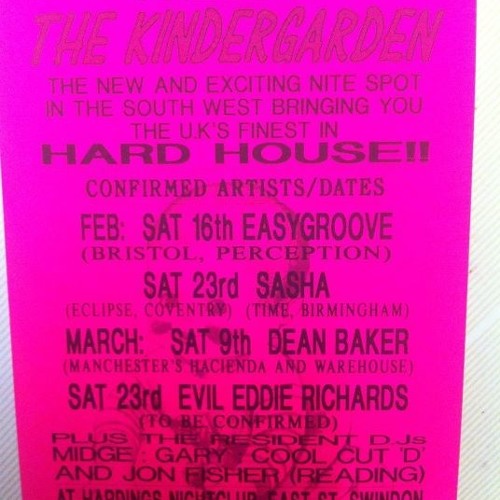 THE KINDERGARDEN
THE NEW AND EXCITING NITE SPOT
IN THE SOUTH WEST BRINGING YOU
THE U.K'S FINEST IN
HARD HOUSE!!
CONFIRMED ARTISTS/DATES
FEB: SAT 16th EASYGROOVE
(BRISTOL, PERCEPTION)
SAT 23rd SASHA
(ECLIPSE, COVENTRY) (TIME, BIRMINGHAM)
MARCH: SAT 9th DEAN BAKER
(MANCHESTER'S HACIENDA AND WAREHOUSE)
SAT 23rd EVIL EDDIE RICHARDS
(TO BE CONFIRMED)
PLUS THE RESIDENT D.Js
MIDGE : GARY 'COOL CUT 'D'
AND JON FISHER (READING)
AT HARDINGS NIGHTCLUB EAST ST SWINDON